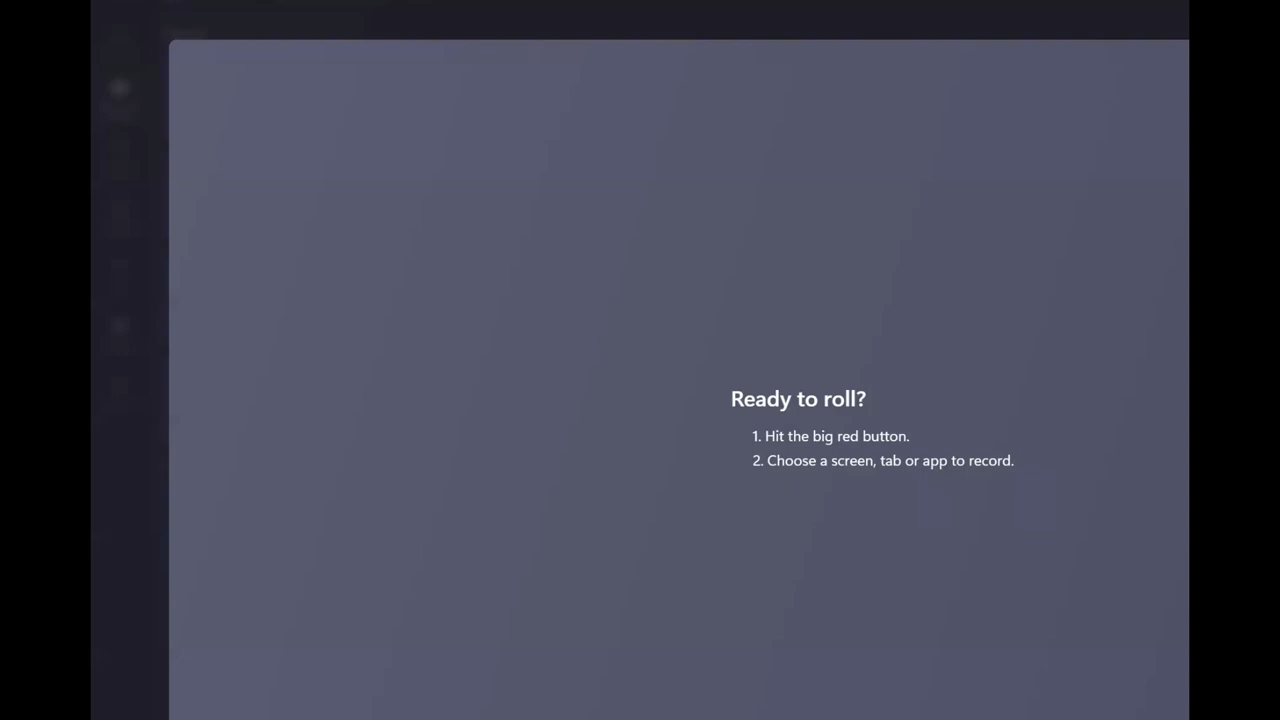 Ready to roll?
1. Hit the big red button.
2. Choose a screen, tab or app to record.